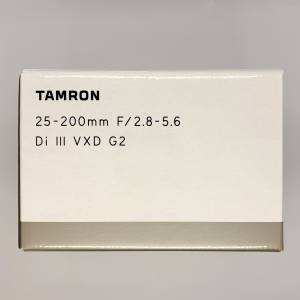 TAMRON
25-200mm F/2.8-5.6
Di III VXD G2